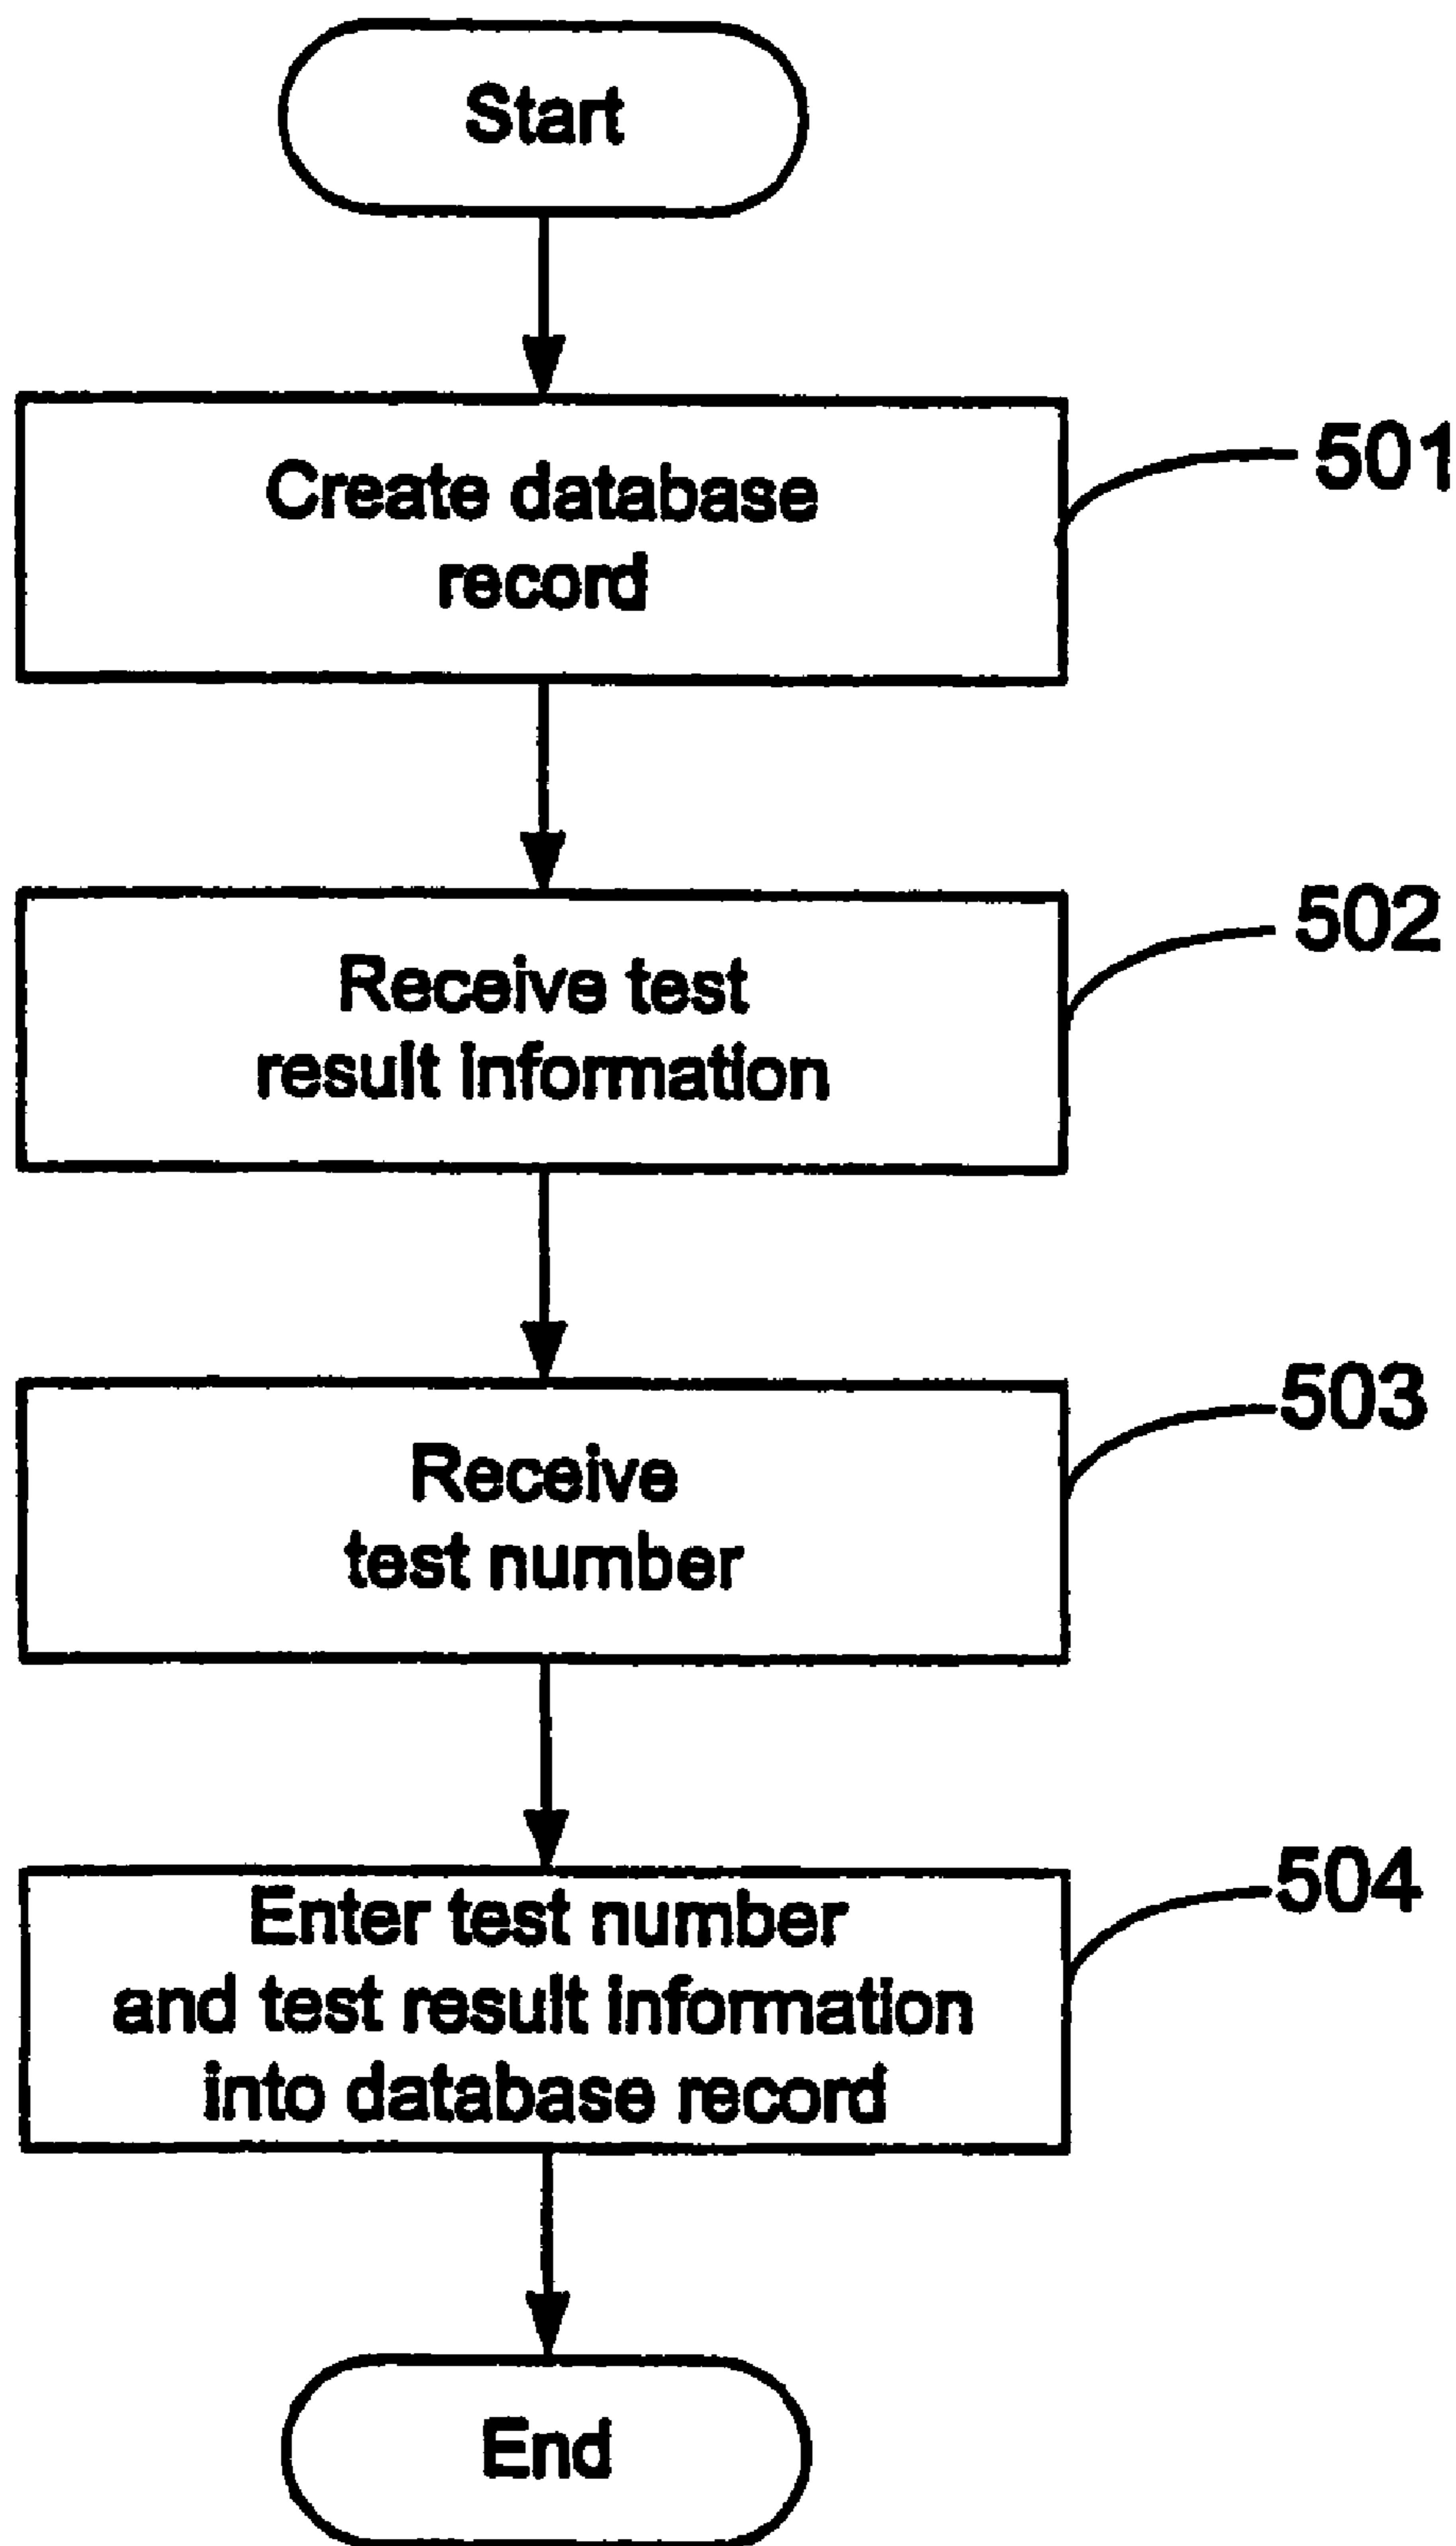 Start
Create database
record
501
Receive test
result information
502
Receive
test number
503
Enter test number
and test result information
into database record
504
End